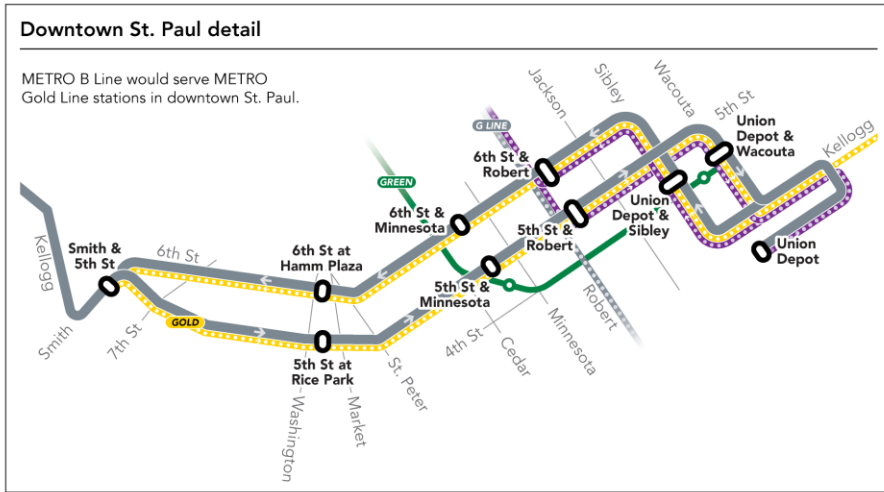 Downtown St. Paul detail
METRO B Line would serve METRO
Gold Line stations in downtown St. Paul.
Jackson
Sibley
Wacouta
5th St
Kellogg
G LINE
Union
Depot &
Wacouta
6th St &
Robert
GREEN
6th St &
Minnesota
5th St &
Robert
Union
Depot &
Sibley
Union
Depot
Kellogg
Smith &
5th St
6th St
6th St at
Hamm Plaza
5th St &
Minnesota
Robert
Smith
7th St
GOLD
4th St
5th St at
Rice Park
St. Peter
Cedar
Minnesota
Washington
Market